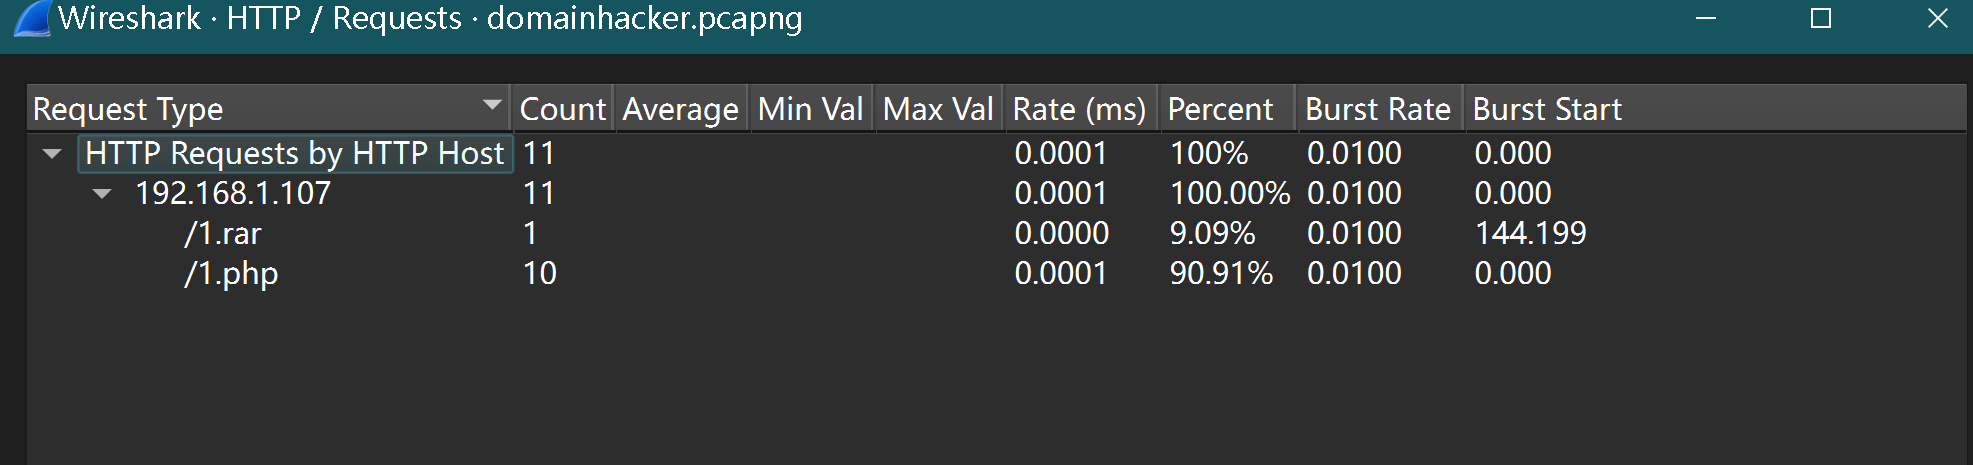 Wireshark · HTTP / Requests · domainhacker.pcapng
Request Type Count Average Min Val Max Val Rate (ms) Percent Burst Rate Burst Start
HTTP Requests by HTTP Host 11 0.0001 100% 0.0100 0.000
192.168.1.107 11 0.0001 100.00% 0.0100 0.000
/1.rar 1 0.0000 9.09% 0.0100 144.199
/1.php 10 0.0001 90.91% 0.0100 0.000